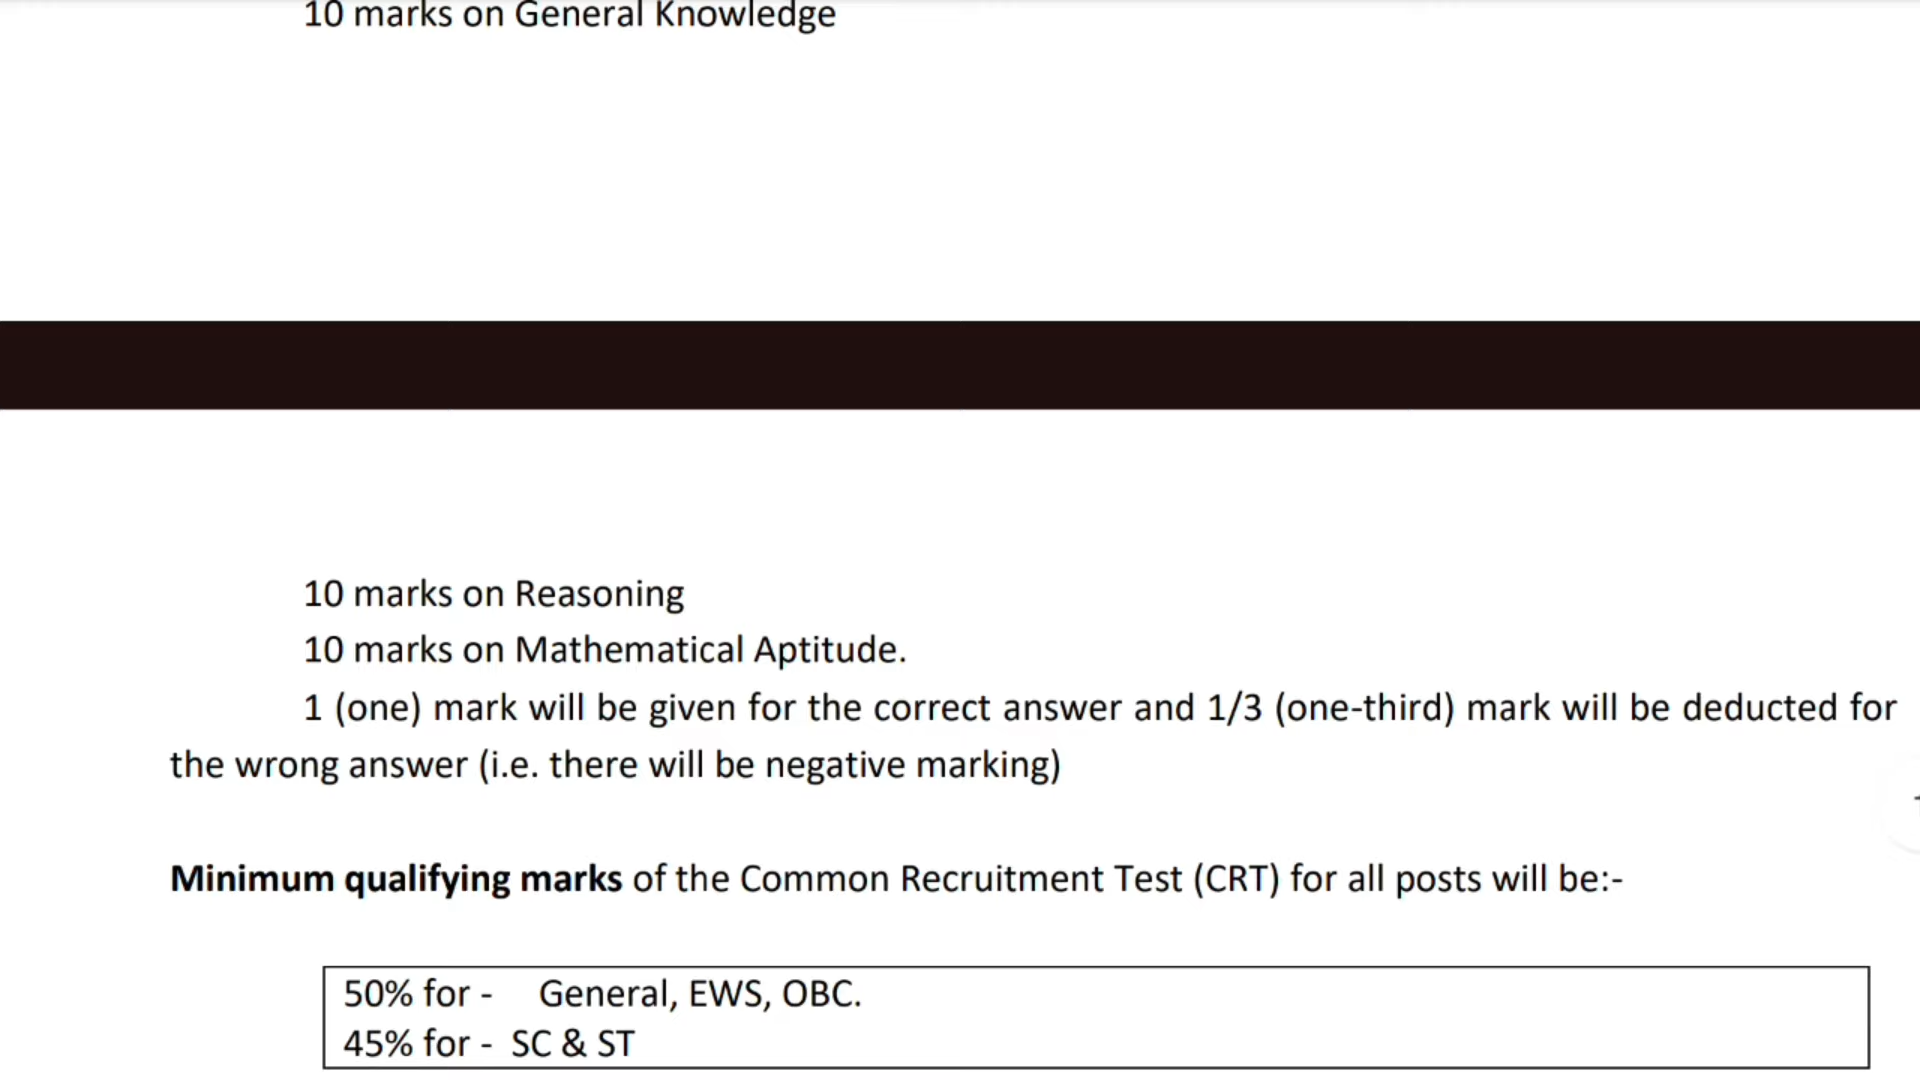 10 marks on General Knowledge
10 marks on Reasoning
10 marks on Mathematical Aptitude.
1 (one) mark will be given for the correct answer and 1/3 (one-third) mark will be deducted for
the wrong answer (i.e. there will be negative marking)
Minimum qualifying marks of the Common Recruitment Test (CRT) for all posts will be:-
50% for - General, EWS, OBC.
45% for - SC & ST